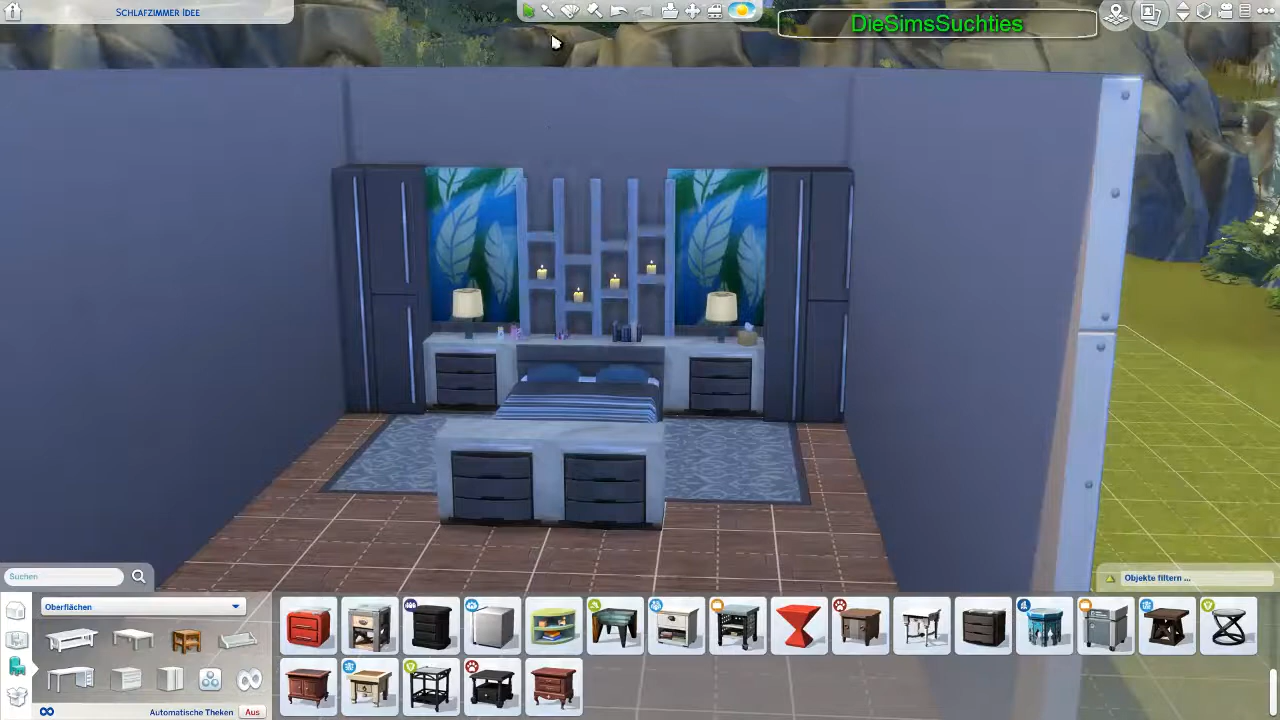 SCHLAFZIMMER IDEE
DieSimsSuchties
Suchen
Objekte filtern ...
Oberflächen
Automatische Theken Aus